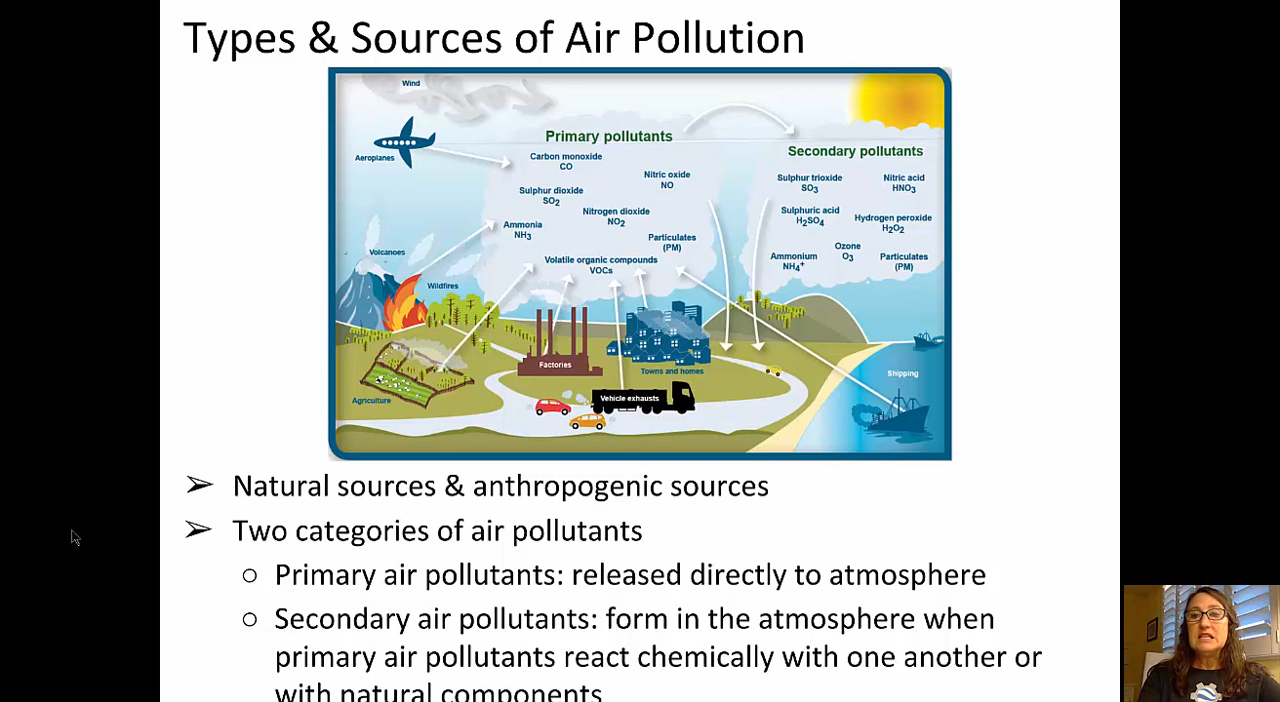 Types & Sources of Air Pollution
Wind
Aeroplanes
Primary pollutants
Carbon monoxide
CO
Nitric oxide
NO
Sulphur dioxide
SO2
Nitrogen dioxide
NO2
Ammonia
NH3
Particulates
(PM)
Volatile organic compounds
VOCs
Secondary pollutants
Sulphur trioxide
SO3
Nitric acid
HNO3
Sulphuric acid
H2SO4
Hydrogen peroxide
H2O2
Ozone
O3
Ammonium
NH4+
Particulates
(PM)
Volcanoes
Wildfires
Agriculture
Factories
Towns and homes
Vehicle exhausts
Shipping
➢ Natural sources & anthropogenic sources
➢ Two categories of air pollutants
○ Primary air pollutants: released directly to atmosphere
○ Secondary air pollutants: form in the atmosphere when
primary air pollutants react chemically with one another or
with natural components